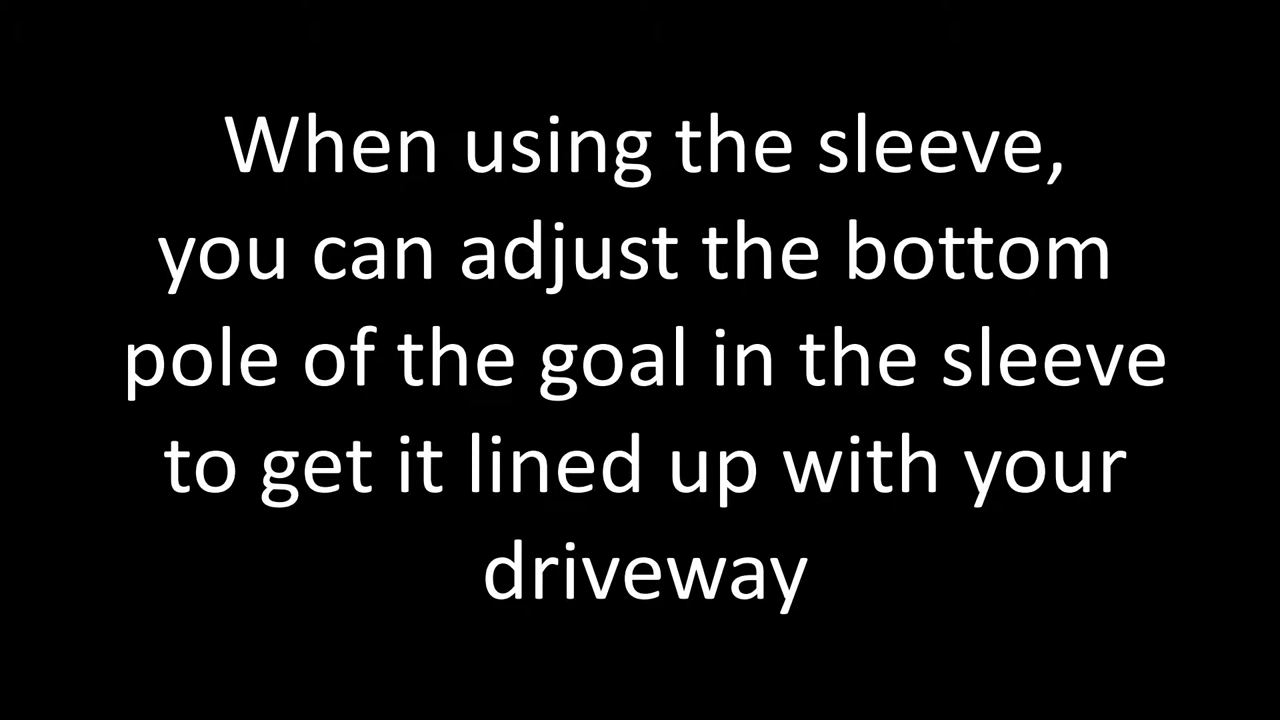 When using the sleeve,
you can adjust the bottom
pole of the goal in the sleeve
to get it lined up with your
driveway